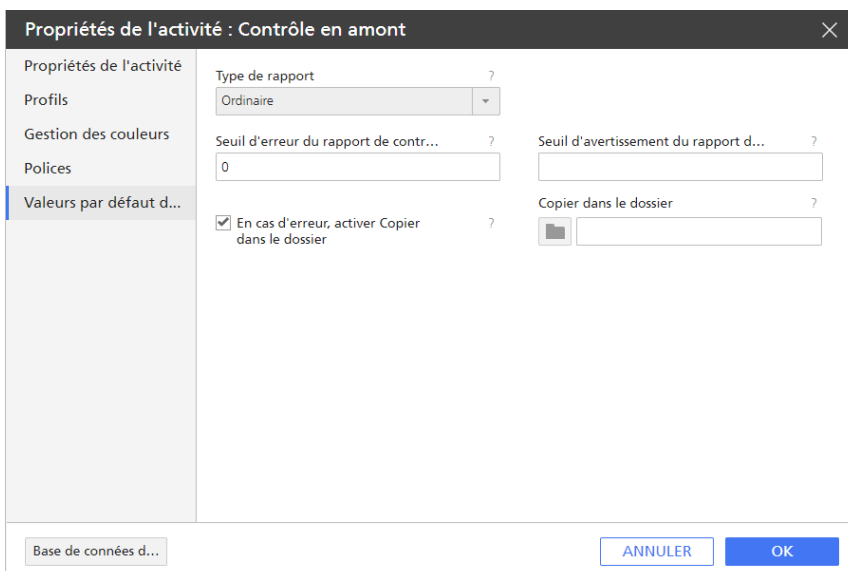 Propriétés de l'activité : Contrôle en amont
Propriétés de l'activité
Profils
Gestion des couleurs
Polices
Valeurs par défaut d...
Type de rapport ?
Ordinaire
Seuil d'erreur du rapport de contr... ?
0
Seuil d'avertissement du rapport d... ?
En cas d'erreur, activer Copier ?
dans le dossier
Copier dans le dossier ?
Base de connées d...
ANNULER
OK